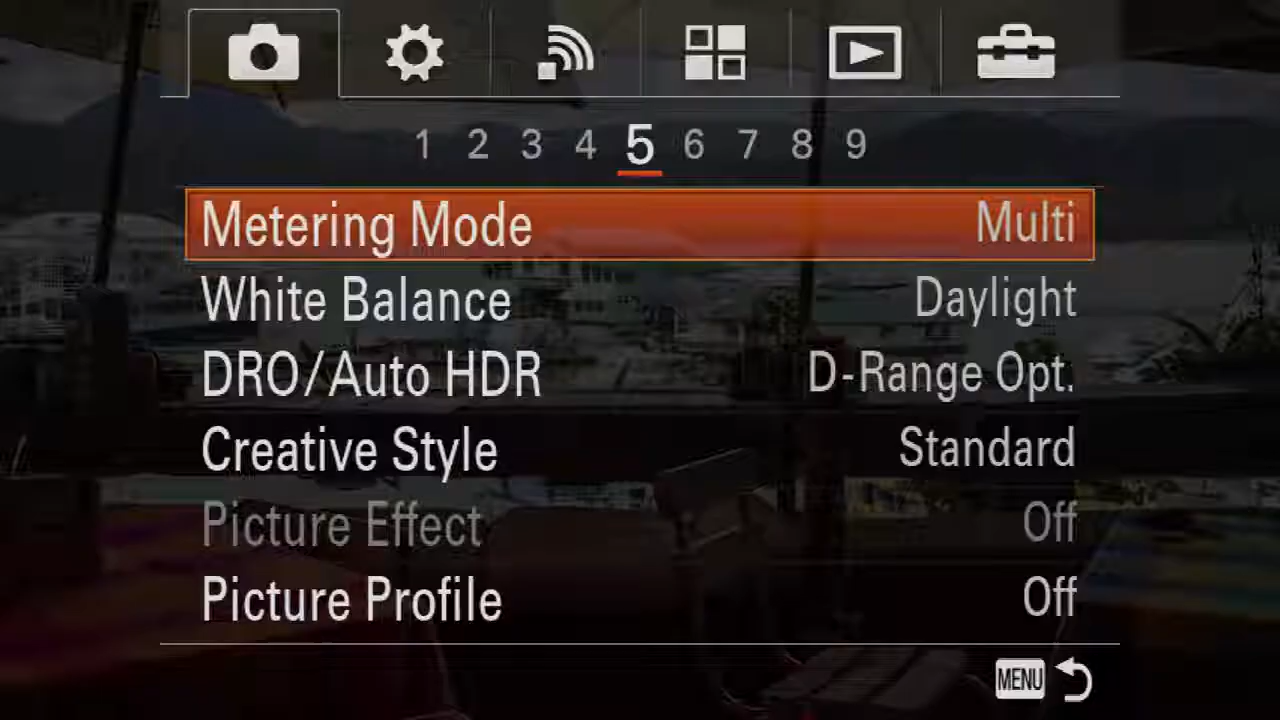 1 2 3 4 5 6 7 8 9
Metering Mode Multi
White Balance Daylight
DRO/Auto HDR D-Range Opt.
Creative Style Standard
Picture Effect Off
Picture Profile Off
MENU